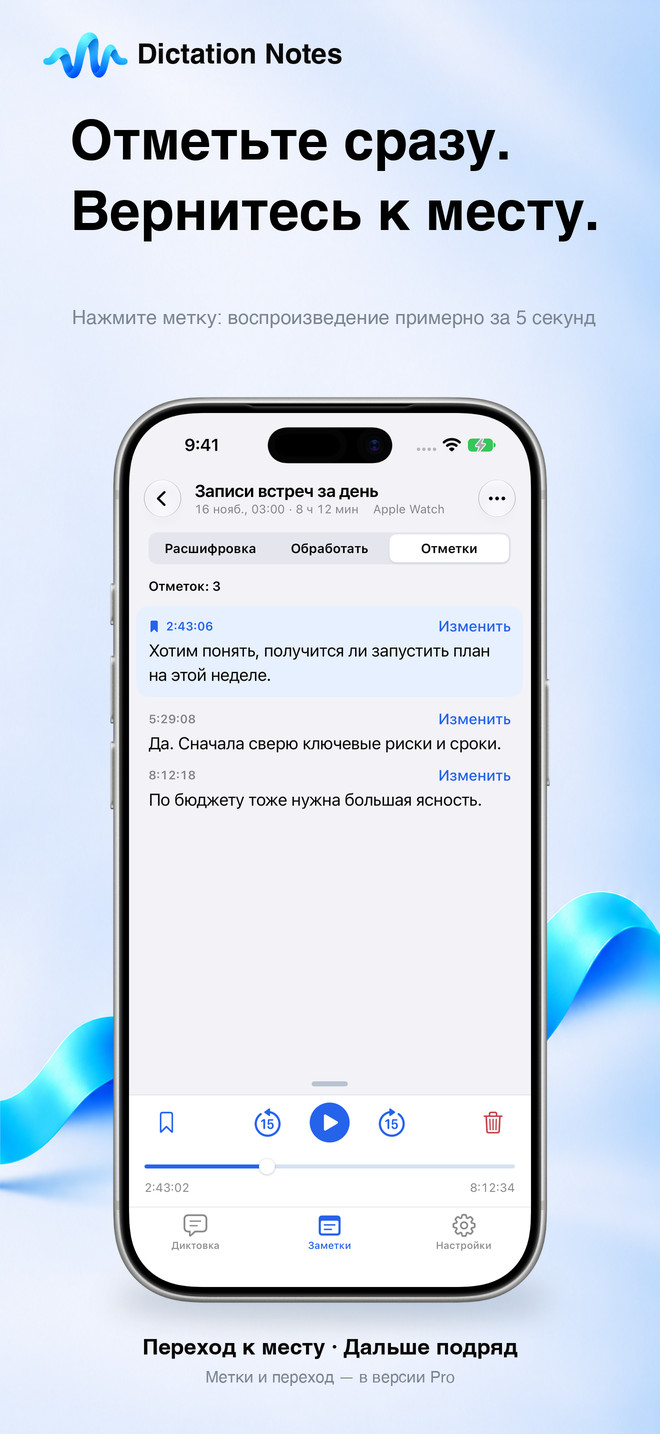 Dictation Notes
Отметьте сразу.
Вернитесь к месту.
Нажмите метку: воспроизведение примерно за 5 секунд
9:41
Записи встреч за день
16 нояб., 03:00 · 8 ч 12 мин Apple Watch
Расшифровка Обработать Отметки
Отметок: 3
2:43:06 Изменить
Хотим понять, получится ли запустить план
на этой неделе.
5:29:08 Изменить
Да. Сначала сверю ключевые риски и сроки.
8:12:18 Изменить
По бюджету тоже нужна большая ясность.
15 15
2:43:02 8:12:34
Диктовка Заметки Настройки
Переход к месту · Дальше подряд
Метки и переход — в версии Pro